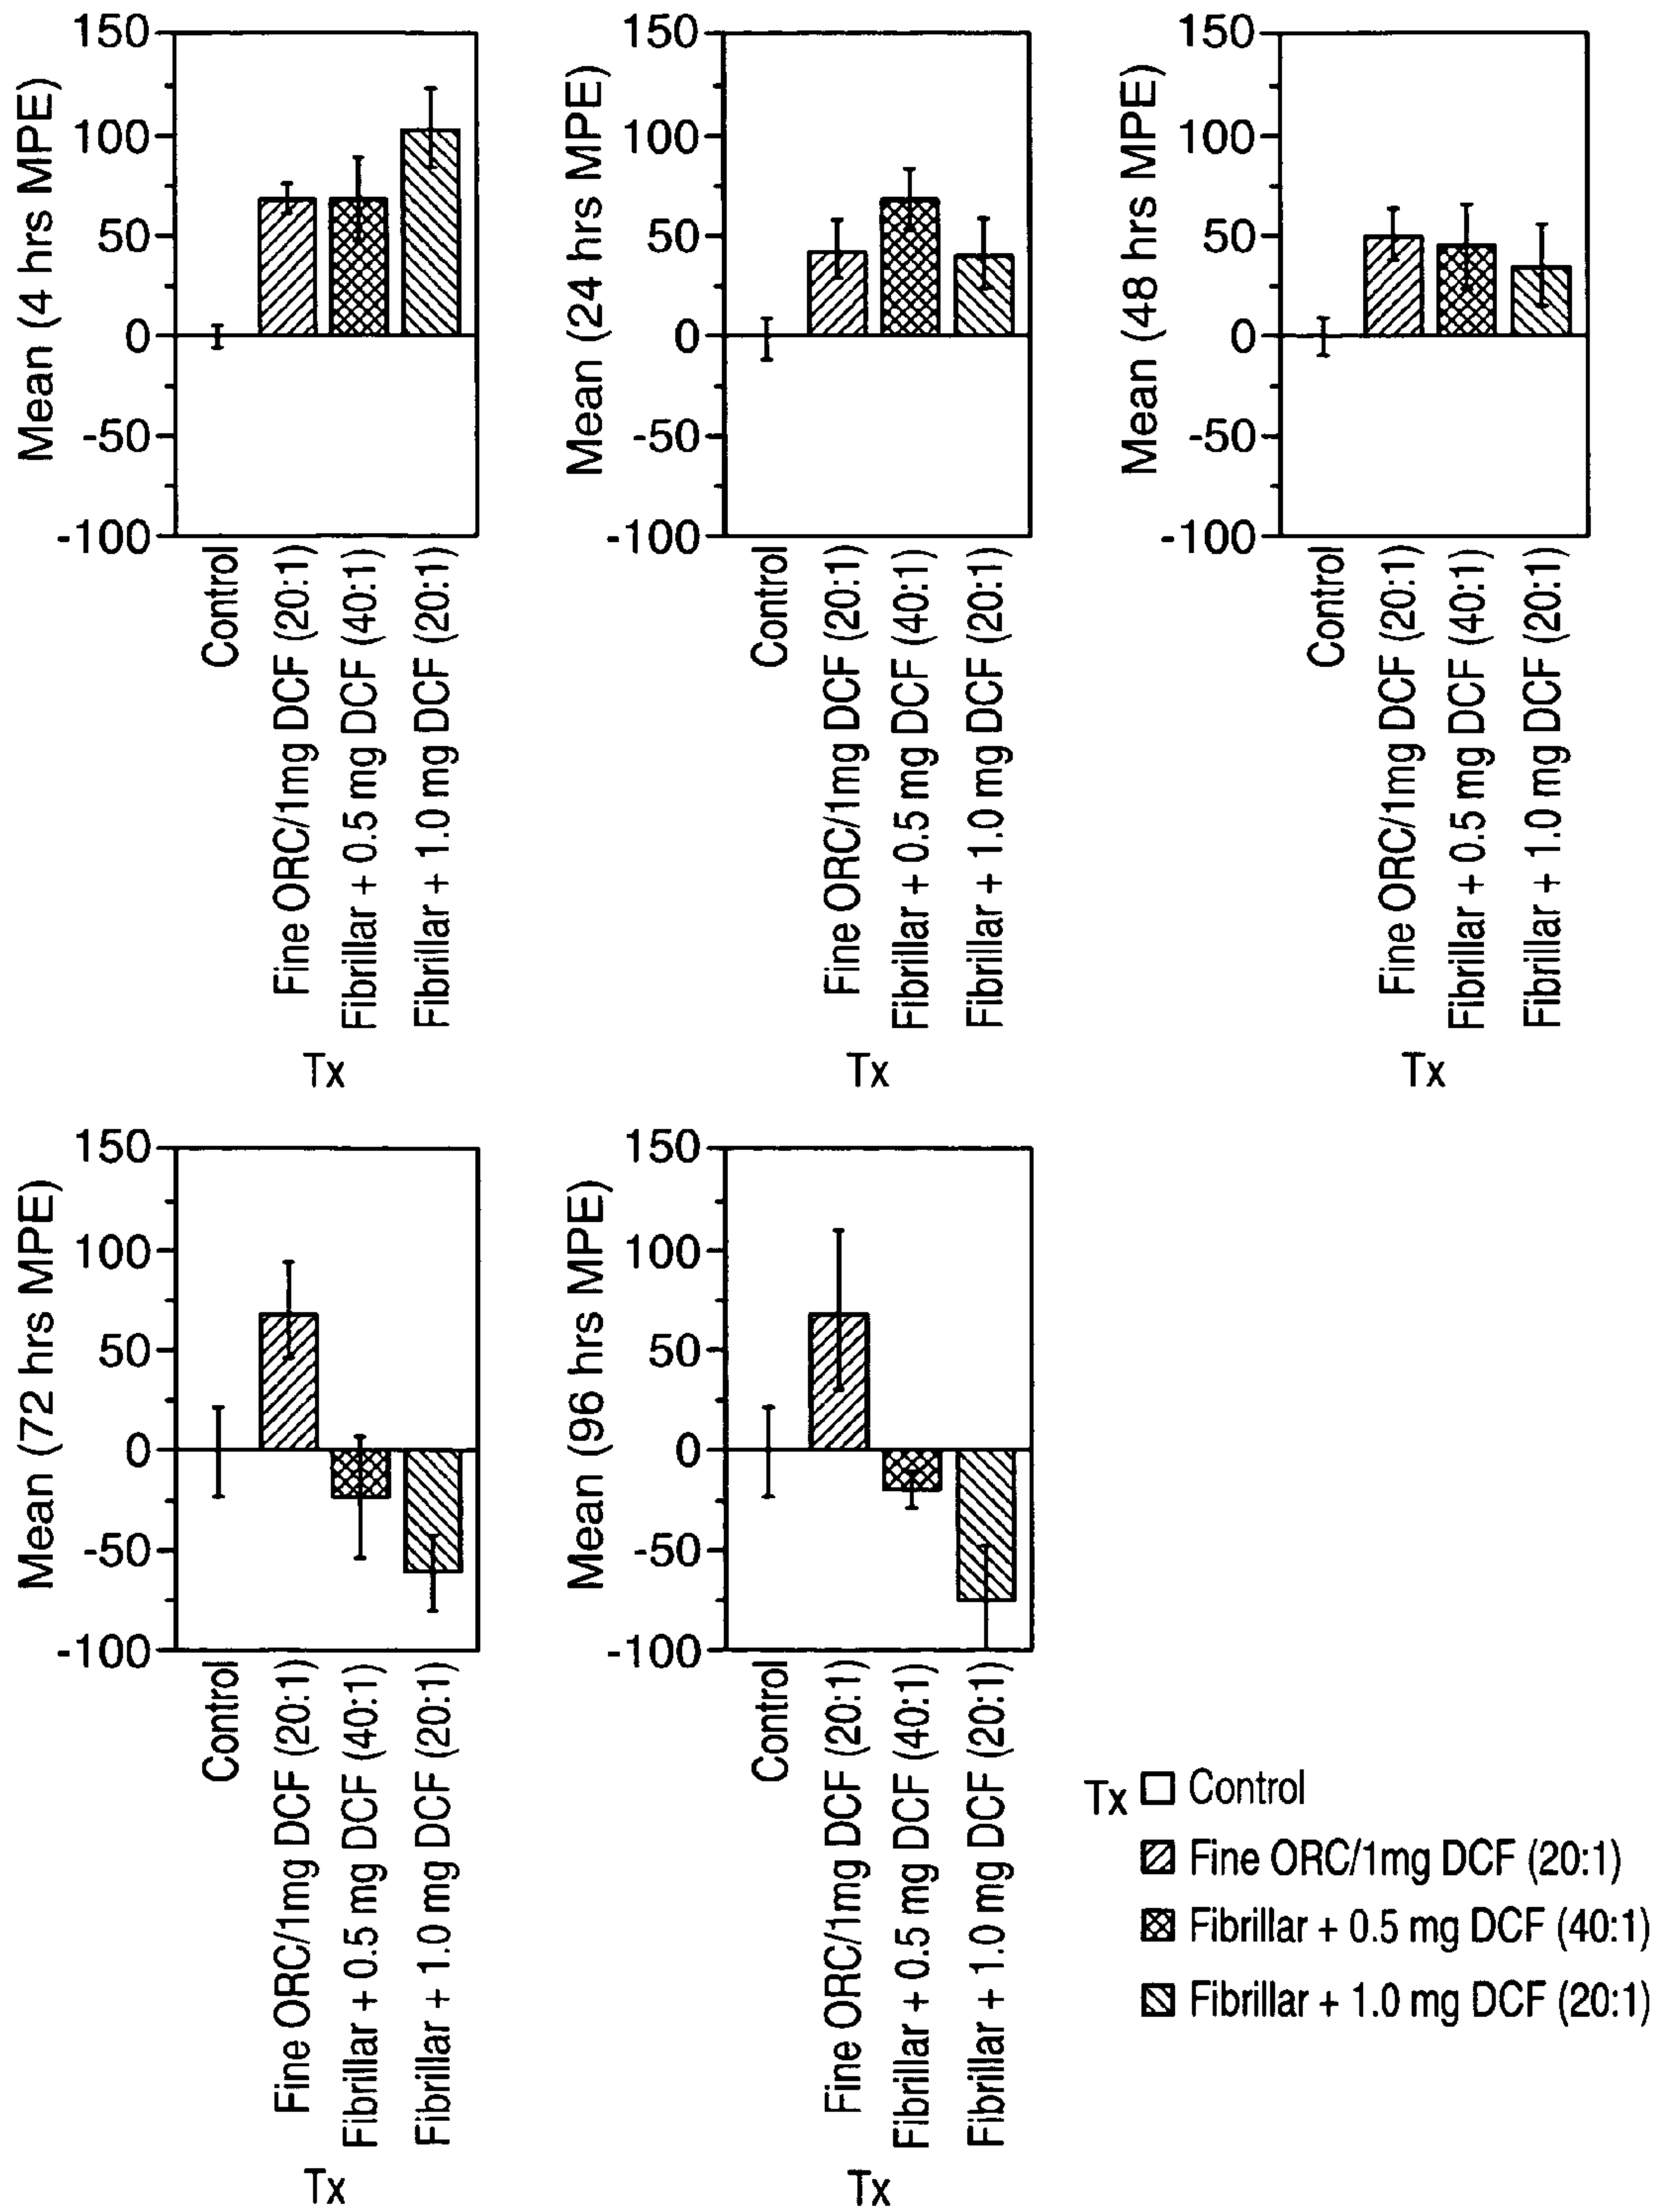 Mean (4 hrs MPE)
150
100
50
0
-50
-100
Control
Fine ORC/1mg DCF (20:1)
Fibrillar + 0.5 mg DCF (40:1)
Fibrillar + 1.0 mg DCF (20:1)
Tx
Mean (24 hrs MPE)
150
100
50
0
-50
-100
Control
Fine ORC/1mg DCF (20:1)
Fibrillar + 0.5 mg DCF (40:1)
Fibrillar + 1.0 mg DCF (20:1)
Tx
Mean (48 hrs MPE)
150
100
50
0
-50
-100
Control
Fine ORC/1mg DCF (20:1)
Fibrillar + 0.5 mg DCF (40:1)
Fibrillar + 1.0 mg DCF (20:1)
Tx
Mean (72 hrs MPE)
150
100
50
0
-50
-100
Control
Fine ORC/1mg DCF (20:1)
Fibrillar + 0.5 mg DCF (40:1)
Fibrillar + 1.0 mg DCF (20:1)
Tx
Mean (96 hrs MPE)
150
100
50
0
-50
-100
Control
Fine ORC/1mg DCF (20:1)
Fibrillar + 0.5 mg DCF (40:1)
Fibrillar + 1.0 mg DCF (20:1)
Tx
Tx Control
Fine ORC/1mg DCF (20:1)
Fibrillar + 0.5 mg DCF (40:1)
Fibrillar + 1.0 mg DCF (20:1)